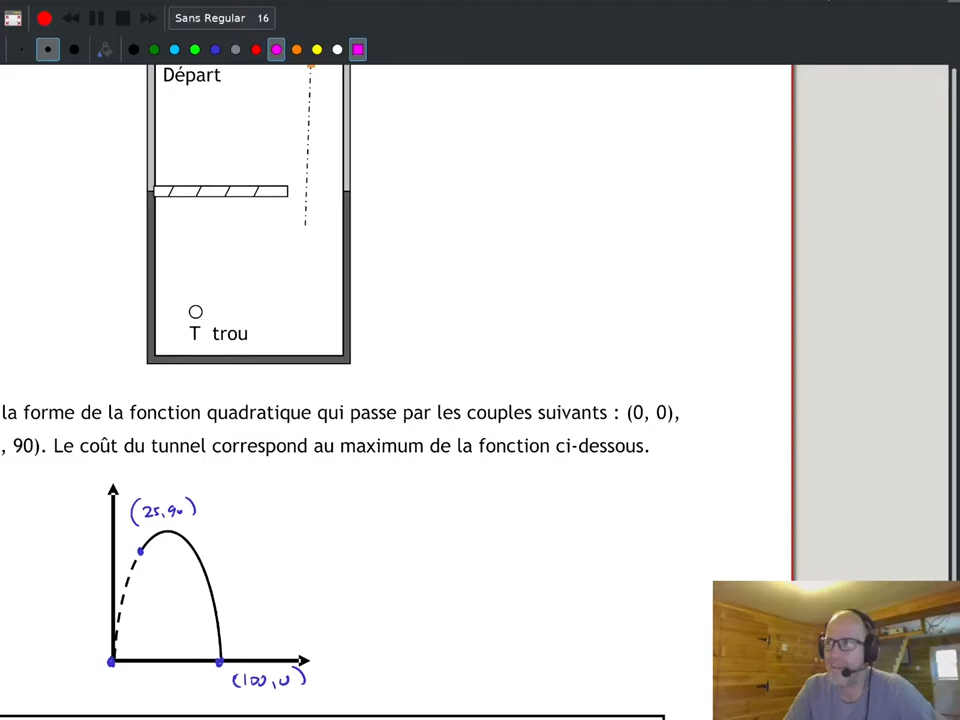 Sans Regular 16
Départ
T trou
la forme de la fonction quadratique qui passe par les couples suivants : (0, 0),
, 90). Le coût du tunnel correspond au maximum de la fonction ci-dessous.
(25,90)
(100,0)